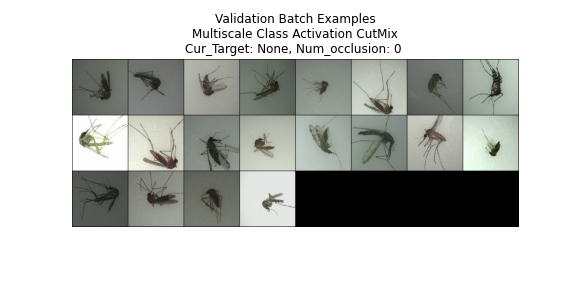 Validation Batch Examples
Multiscale Class Activation CutMix
Cur_Target: None, Num_occlusion: 0